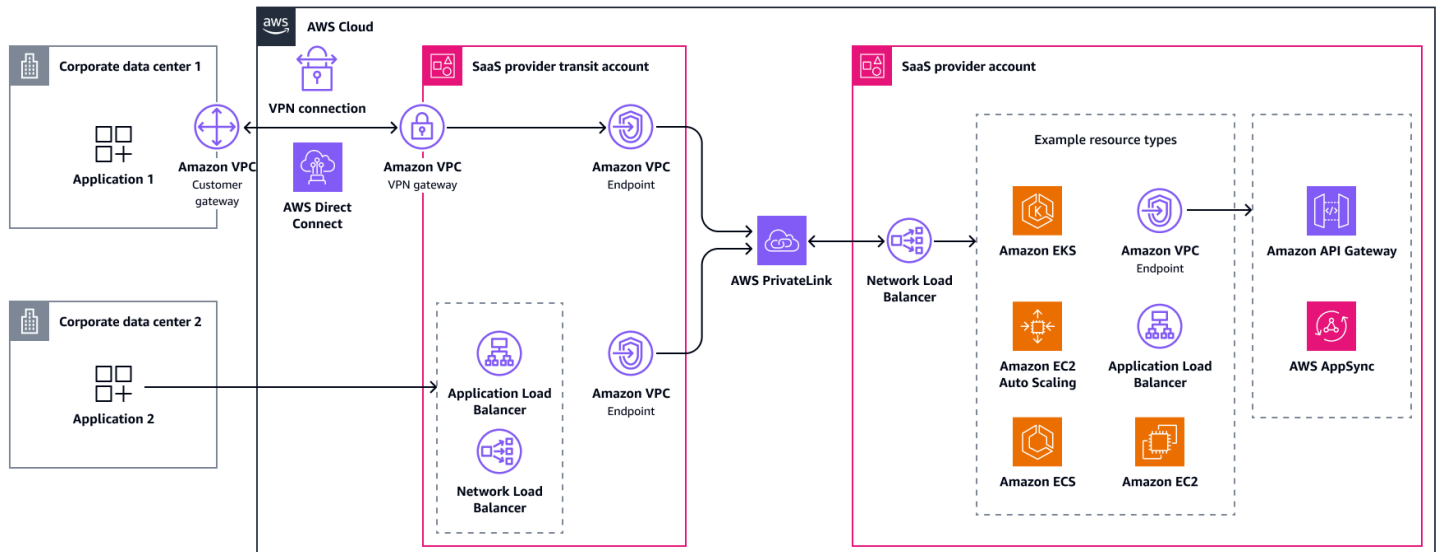 aws
AWS Cloud
Corporate data center 1
Application 1
Amazon VPC
Customer
gateway
VPN connection
AWS Direct
Connect
SaaS provider transit account
Amazon VPC
VPN gateway
Amazon VPC
Endpoint
Corporate data center 2
Application 2
Application Load
Balancer
Network Load
Balancer
Amazon VPC
Endpoint
AWS PrivateLink
SaaS provider account
Network Load
Balancer
Example resource types
K
Amazon EKS
Amazon VPC
Endpoint
Amazon EC2
Auto Scaling
Application Load
Balancer
Amazon ECS
Amazon EC2
</>
Amazon API Gateway
AWS AppSync